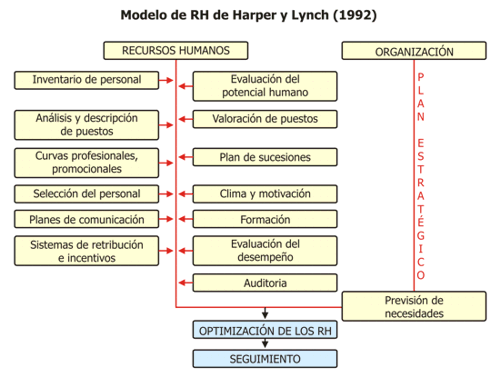 Modelo de RH de Harper y Lynch (1992)
RECURSOS HUMANOS
ORGANIZACIÓN
Inventario de personal
Evaluación del
potencial humano
Análisis y descripción
de puestos
Valoración de puestos
Curvas profesionales,
promocionales
Plan de sucesiones
Selección del personal
Clima y motivación
Planes de comunicación
Formación
Sistemas de retribución
e incentivos
Evaluación del
desempeño
Auditoria
PLAN ESTRATÉGICO
Previsión de
necesidades
OPTIMIZACIÓN DE LOS RH
SEGUIMIENTO